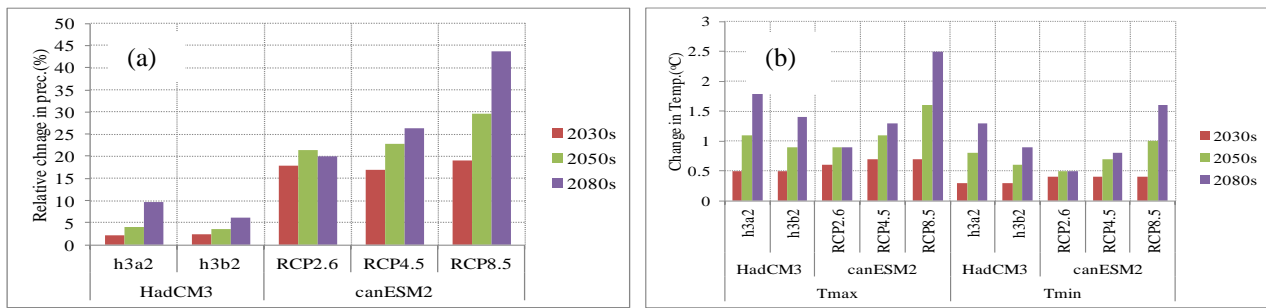 (a)
Relative chnage in prec.(%)
50
45
40
35
30
25
20
15
10
5
0
h3a2 h3b2 RCP2.6 RCP4.5 RCP8.5
HadCM3 canESM2
2030s
2050s
2080s
(b)
Change in Temp.(°C)
3
2.5
2
1.5
1
0.5
0
h3a2 h3b2 RCP2.6 RCP4.5 RCP8.5 h3a2 h3b2 RCP2.6 RCP4.5 RCP8.5
HadCM3 canESM2 HadCM3 canESM2
Tmax Tmin
2030s
2050s
2080s